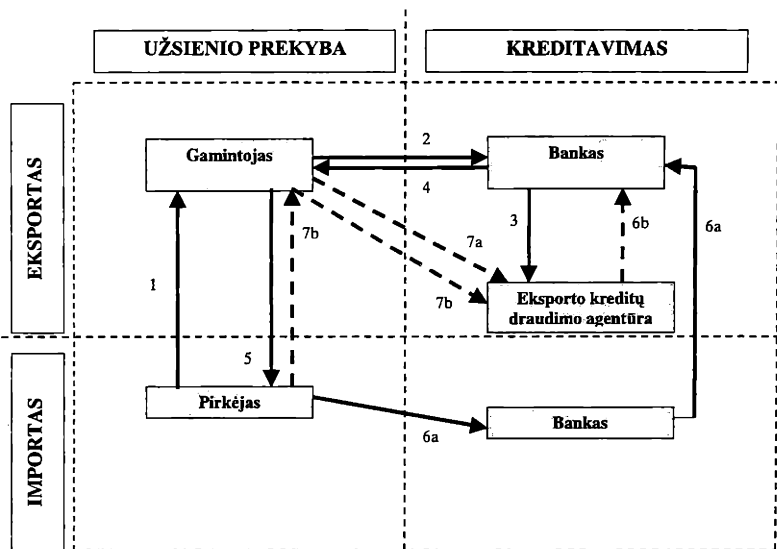 UŽSIENIO PREKYBA
KREDITAVIMAS
EKSPORTAS
Gamintojas
2
4
Bankas
1
5
7b
7a
7b
3
6b
6a
Eksporto kreditų
draudimo agentūra
IMPORTAS
Pirkėjas
6a
Bankas